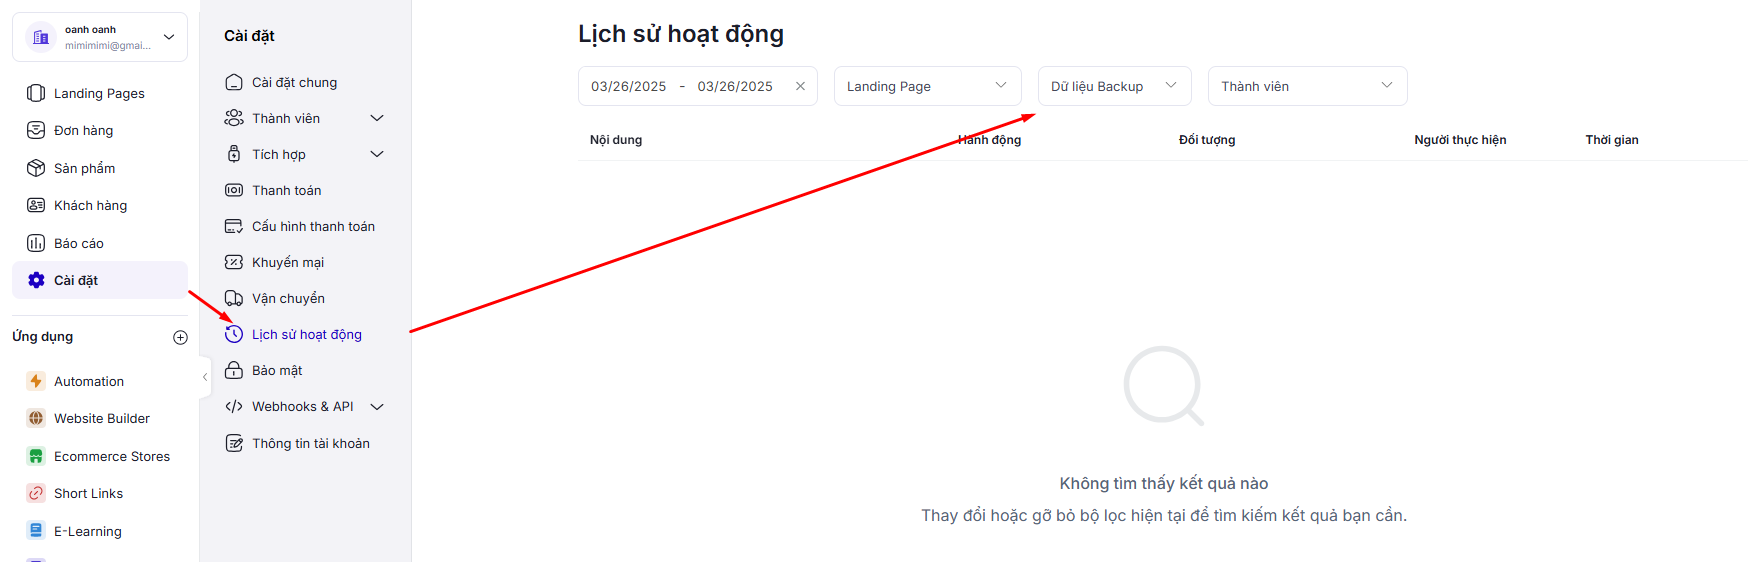 oanh oanh
mimimimi@gmai...
Landing Pages
Đơn hàng
Sản phẩm
Khách hàng
Báo cáo
Cài đặt
Ứng dụng
Automation
Website Builder
Ecommerce Stores
Short Links
E-Learning
Cài đặt
Cài đặt chung
Thành viên
Tích hợp
Thanh toán
Cấu hình thanh toán
Khuyến mại
Vận chuyển
Lịch sử hoạt động
Bảo mật
Webhooks & API
Thông tin tài khoản
Lịch sử hoạt động
03/26/2025 - 03/26/2025 Landing Page Dữ liệu Backup Thành viên
Nội dung Hành động Đối tượng Người thực hiện Thời gian
Không tìm thấy kết quả nào
Thay đổi hoặc gỡ bỏ bộ lọc hiện tại để tìm kiếm kết quả bạn cần.